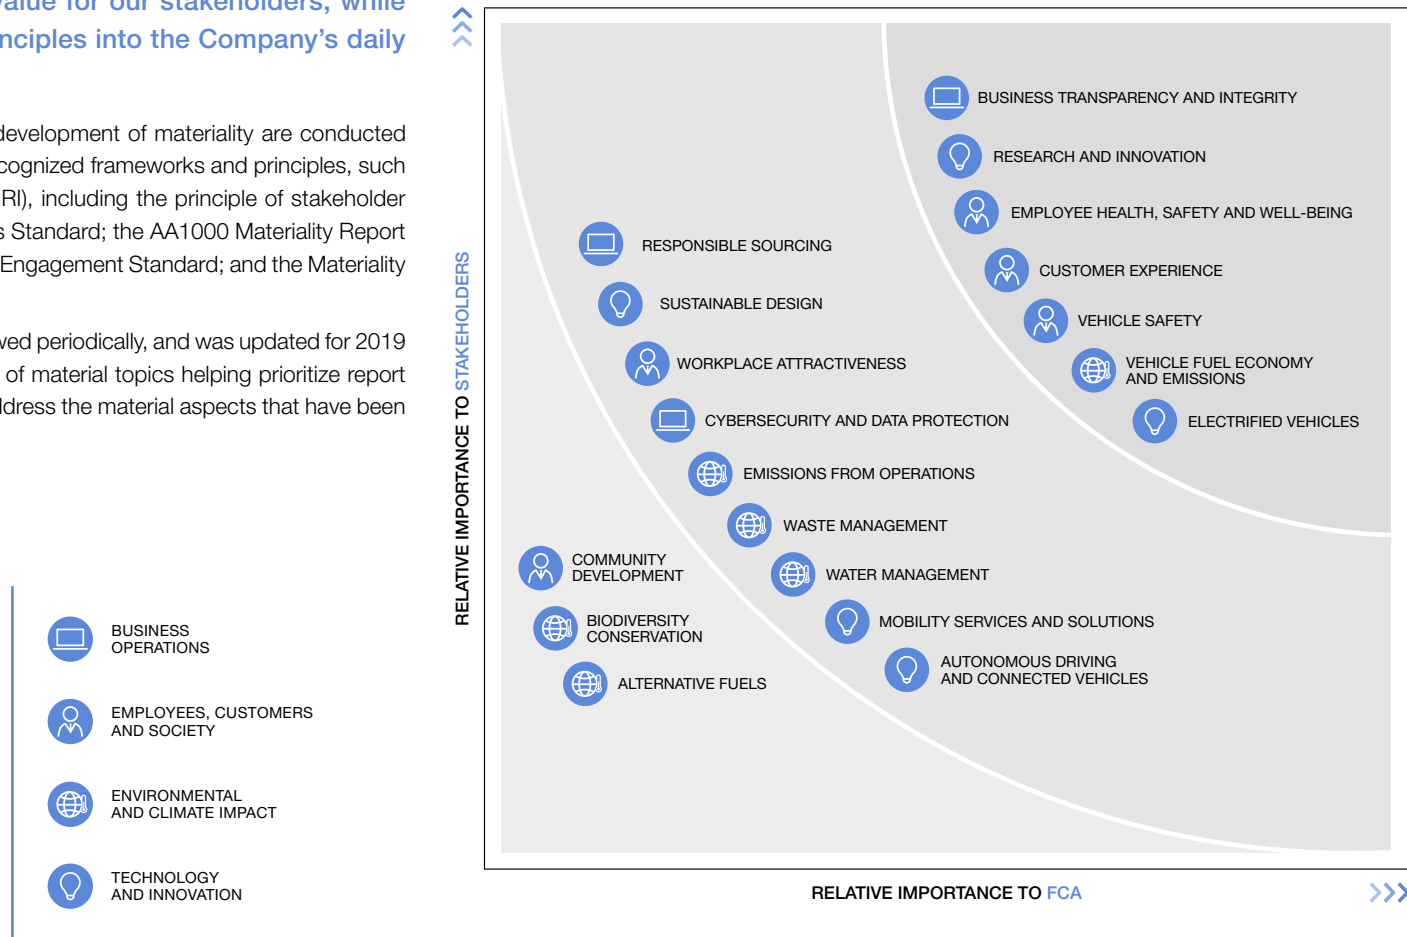 value for our stakeholders, while
nciples into the Company's daily
development of materiality are conducted
cognized frameworks and principles, such
RI), including the principle of stakeholder
s Standard; the AA1000 Materiality Report
Engagement Standard; and the Materiality
wed periodically, and was updated for 2019
of material topics helping prioritize report
ddress the material aspects that have been
BUSINESS
OPERATIONS
EMPLOYEES, CUSTOMERS
AND SOCIETY
ENVIRONMENTAL
AND CLIMATE IMPACT
TECHNOLOGY
AND INNOVATION
RELATIVE IMPORTANCE TO STAKEHOLDERS
BUSINESS TRANSPARENCY AND INTEGRITY
RESEARCH AND INNOVATION
EMPLOYEE HEALTH, SAFETY AND WELL-BEING
CUSTOMER EXPERIENCE
VEHICLE SAFETY
VEHICLE FUEL ECONOMY
AND EMISSIONS
ELECTRIFIED VEHICLES
RESPONSIBLE SOURCING
SUSTAINABLE DESIGN
WORKPLACE ATTRACTIVENESS
CYBERSECURITY AND DATA PROTECTION
EMISSIONS FROM OPERATIONS
WASTE MANAGEMENT
WATER MANAGEMENT
MOBILITY SERVICES AND SOLUTIONS
AUTONOMOUS DRIVING
AND CONNECTED VEHICLES
COMMUNITY
DEVELOPMENT
BIODIVERSITY
CONSERVATION
ALTERNATIVE FUELS
RELATIVE IMPORTANCE TO FCA